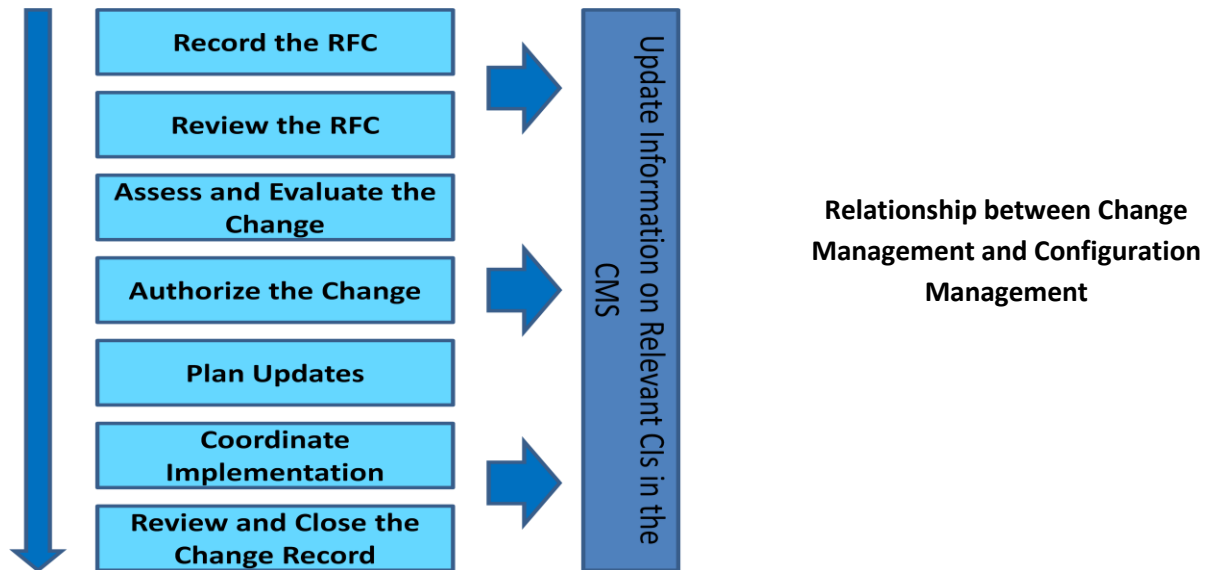 Record the RFC
Review the RFC
Assess and Evaluate the
Change
Authorize the Change
Plan Updates
Coordinate
Implementation
Review and Close the
Change Record
Update Information on Relevant CIs in the
CMS
Relationship between Change
Management and Configuration
Management